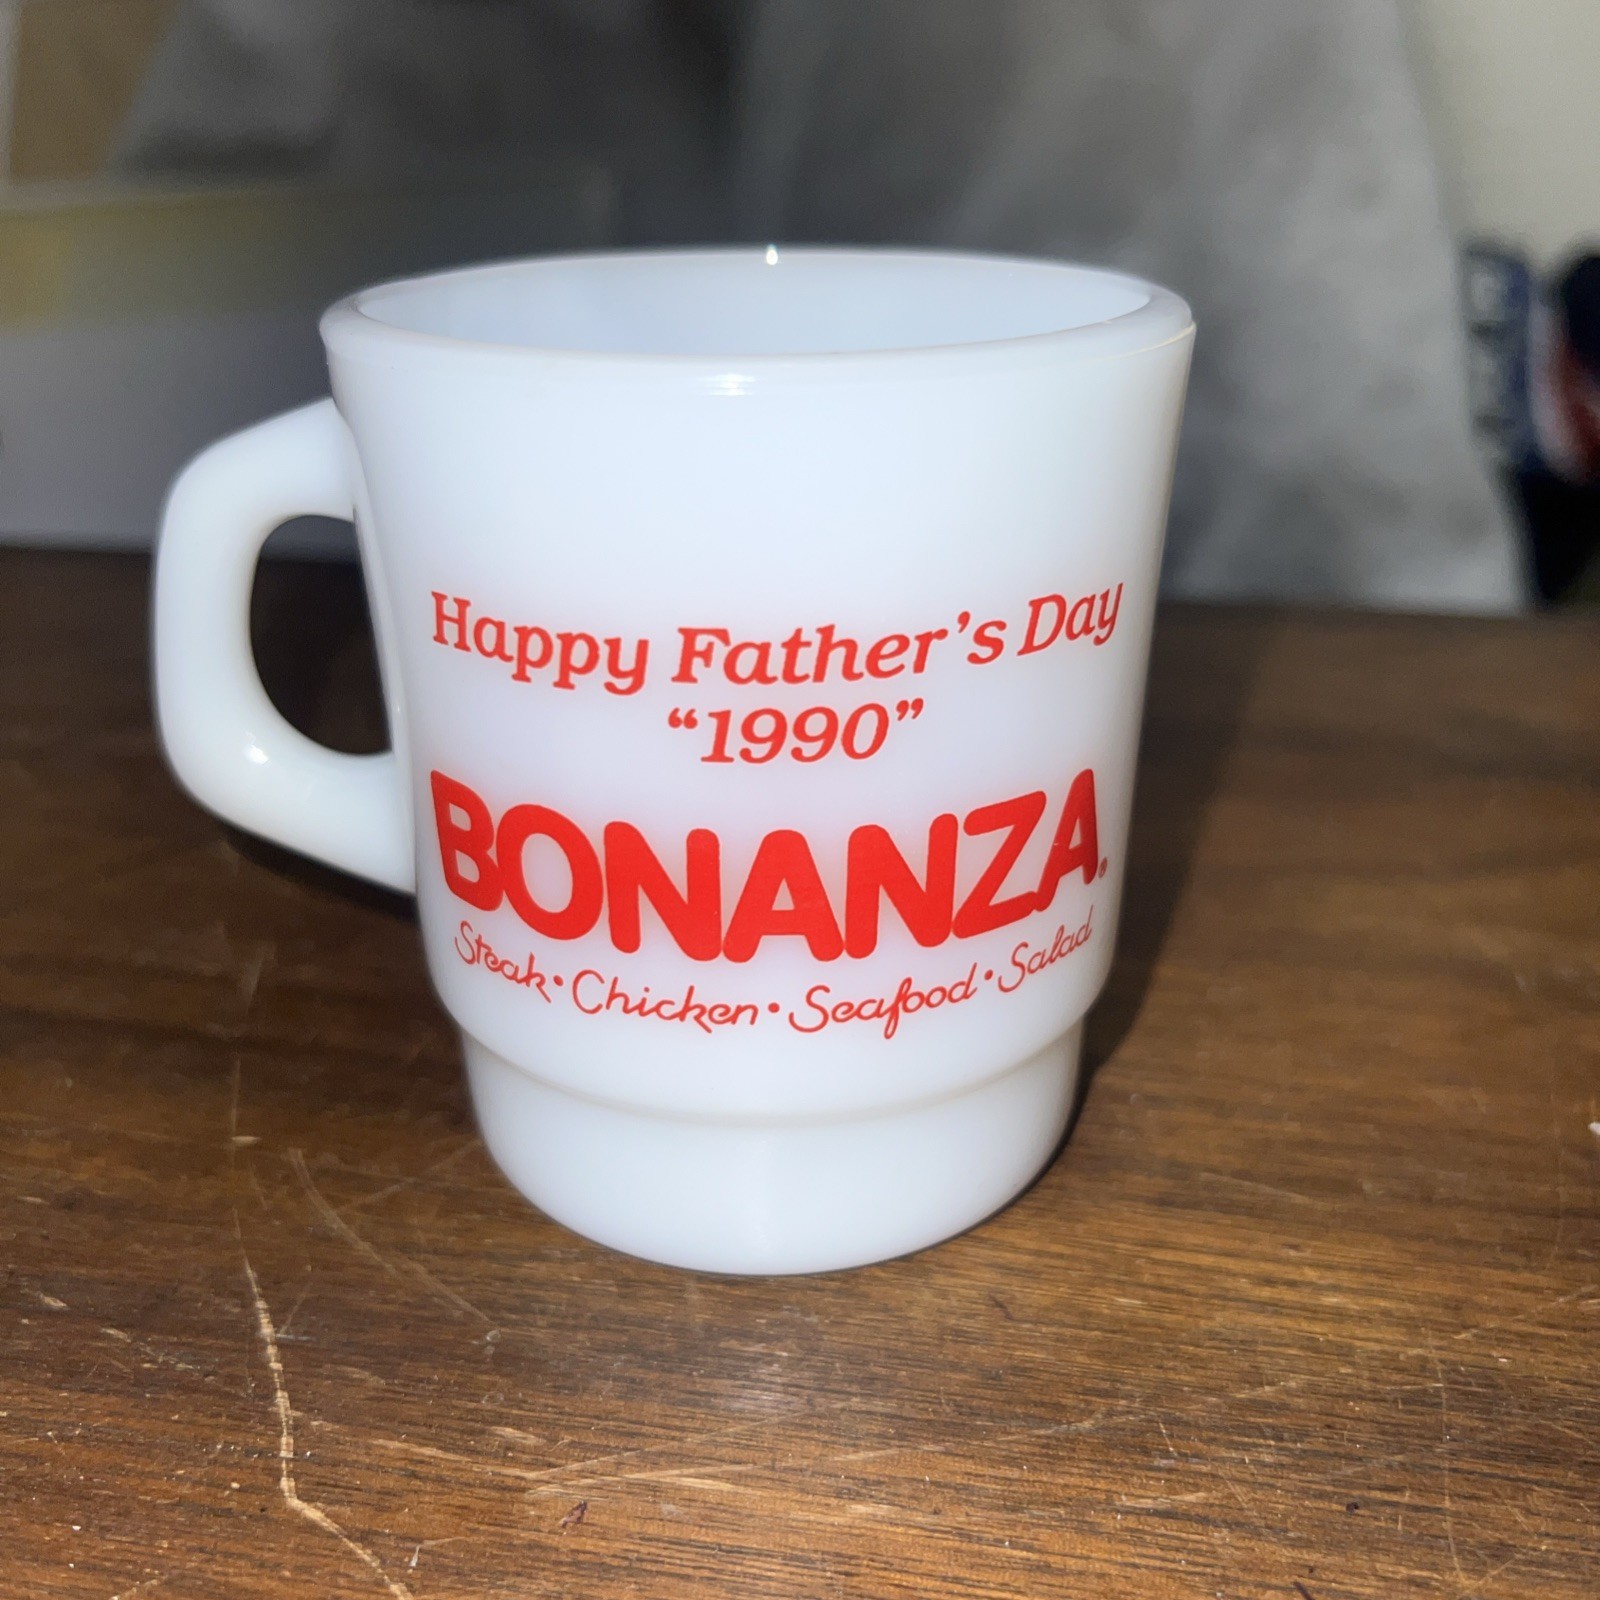 Happy Father's Day
“1990”
BONANZA®
Steak • Chicken • Seafood • Salad